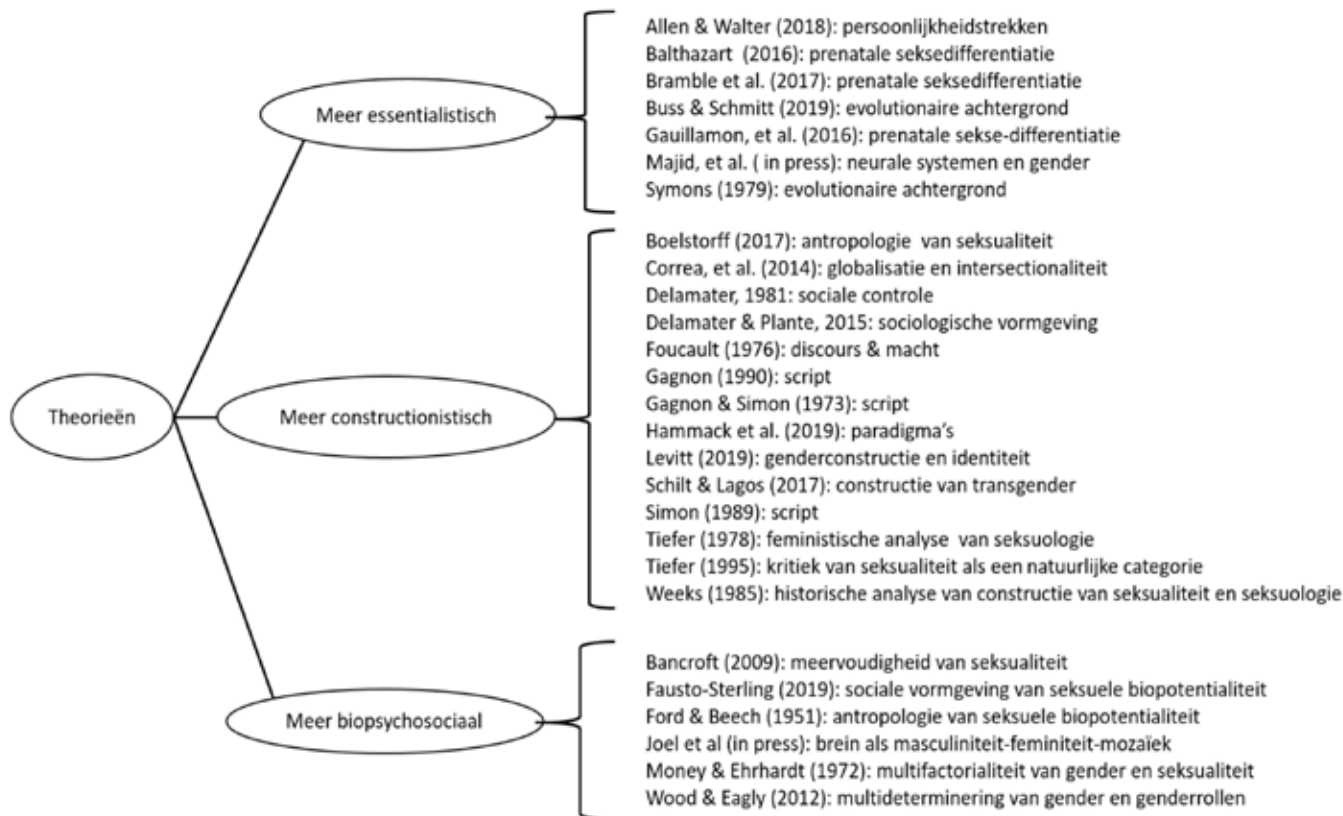 Theorieën
Meer essentialistisch
Allen & Walter (2018): persoonlijkheidstrekken
Balthazart (2016): prenatale seksedifferentiatie
Bramble et al. (2017): prenatale seksedifferentiatie
Buss & Schmitt (2019): evolutionaire achtergrond
Gauillamon, et al. (2016): prenatale sekse-differentiatie
Majid, et al. ( in press): neurale systemen en gender
Symons (1979): evolutionaire achtergrond
Meer constructionistisch
Boelstorff (2017): antropologie van seksualiteit
Correa, et al. (2014): globalisatie en intersectionaliteit
Delamater, 1981: sociale controle
Delamater & Plante, 2015: sociologische vormgeving
Foucault (1976): discours & macht
Gagnon (1990): script
Gagnon & Simon (1973): script
Hammack et al. (2019): paradigma's
Levitt (2019): genderconstructie en identiteit
Schilt & Lagos (2017): constructie van transgender
Simon (1989): script
Tiefer (1978): feministische analyse van seksuologie
Tiefer (1995): kritiek van seksualiteit als een natuurlijke categorie
Weeks (1985): historische analyse van constructie van seksualiteit en seksuologie
Meer biopsychosociaal
Bancroft (2009): meervoudigheid van seksualiteit
Fausto-Sterling (2019): sociale vormgeving van seksuele biopotentialiteit
Ford & Beech (1951): antropologie van seksuele biopotentialiteit
Joel et al (in press): brein als masculiniteit-feminiteit-mozaïek
Money & Ehrhardt (1972): multifactorialiteit van gender en seksualiteit
Wood & Eagly (2012): multideterminering van gender en genderrollen